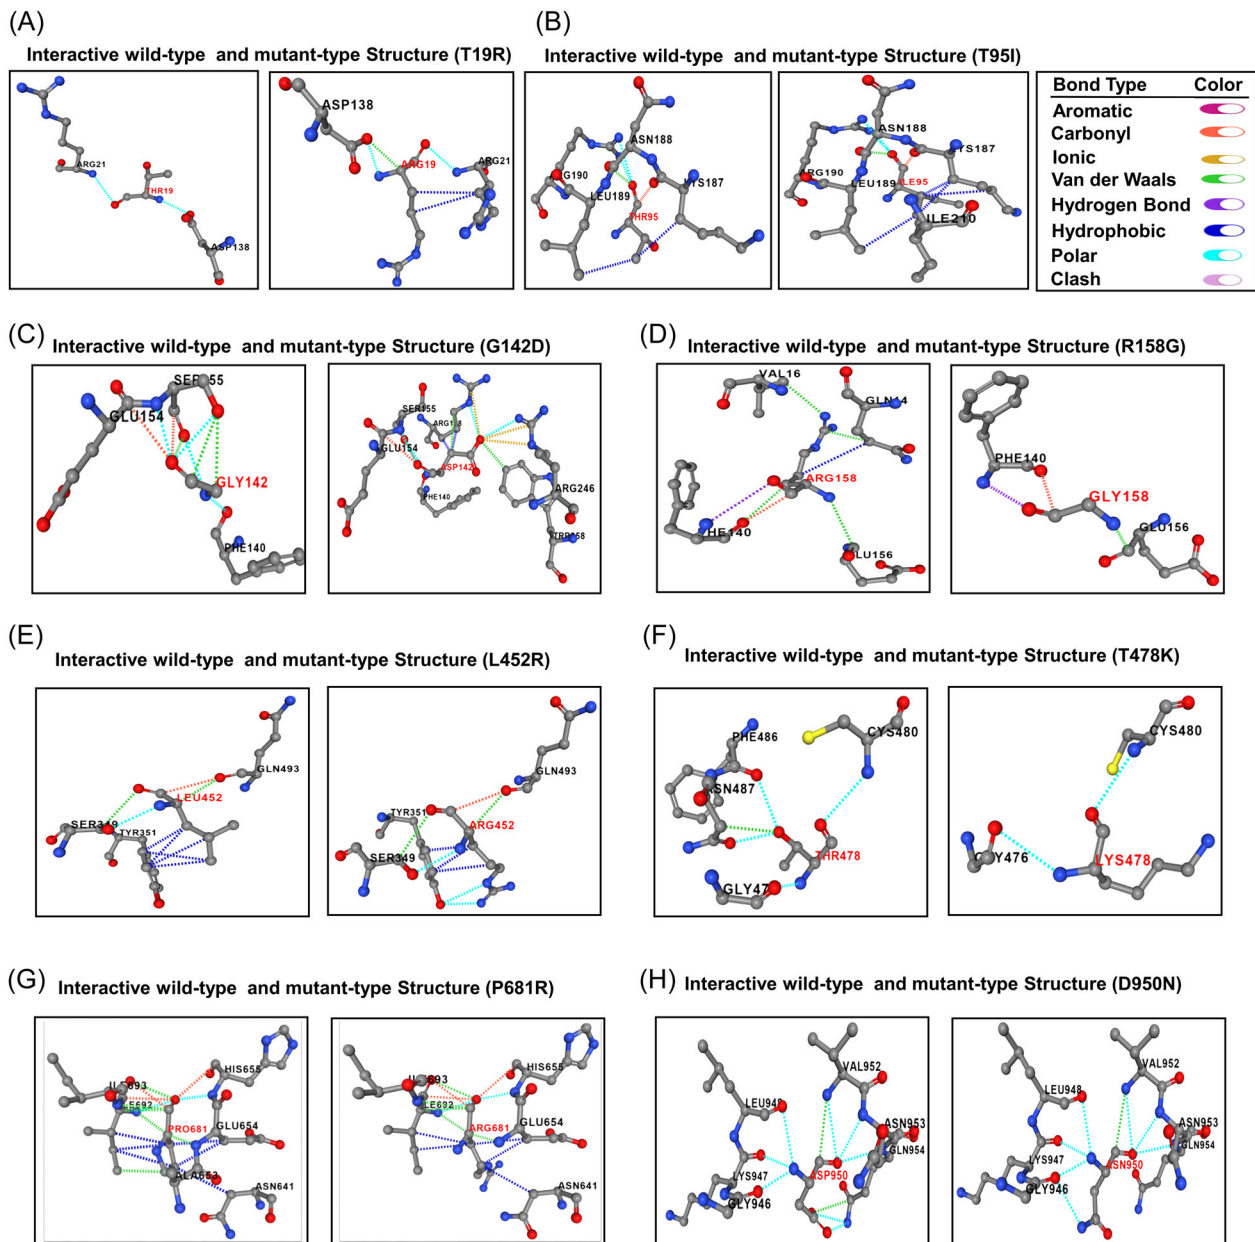 (A)
Interactive wild-type and mutant-type Structure (T19R)
ARG21
THR19
ASP138
ASP138
ARG19
ARG21
(B)
Interactive wild-type and mutant-type Structure (T95I)
ASN188
LEU189
LYS187
THR95
ASN188
ARG190
LEU189
ILE95
ILE210
Bond Type Color
Aromatic
Carbonyl
Ionic
Van der Waals
Hydrogen Bond
Hydrophobic
Polar
Clash
(C)
Interactive wild-type and mutant-type Structure (G142D)
GLU154
GLY142
PHE140
SER155
GLU154
ASP142
PHE140
ARG246
(D)
Interactive wild-type and mutant-type Structure (R158G)
VAL16
GLN14
ARG158
PHE140
GLU156
PHE140
GLY158
GLU156
(E)
Interactive wild-type and mutant-type Structure (L452R)
GLN493
LEU452
SER349
TYR351
GLN493
TYR351
ARG452
SER349
(F)
Interactive wild-type and mutant-type Structure (T478K)
PHE486
CYS480
ASN487
THR478
GLY47
CYS480
LYS478
(G)
Interactive wild-type and mutant-type Structure (P681R)
HIS655
PRO681
GLU654
ALA653
ASN641
HIS655
ARG681
GLU654
ASN641
(H)
Interactive wild-type and mutant-type Structure (D950N)
VAL952
LEU948
ASN953
GLN954
LYS947
ASP950
GLY946
VAL952
LEU948
ASN953
GLN954
LYS947
ASN950
GLY946